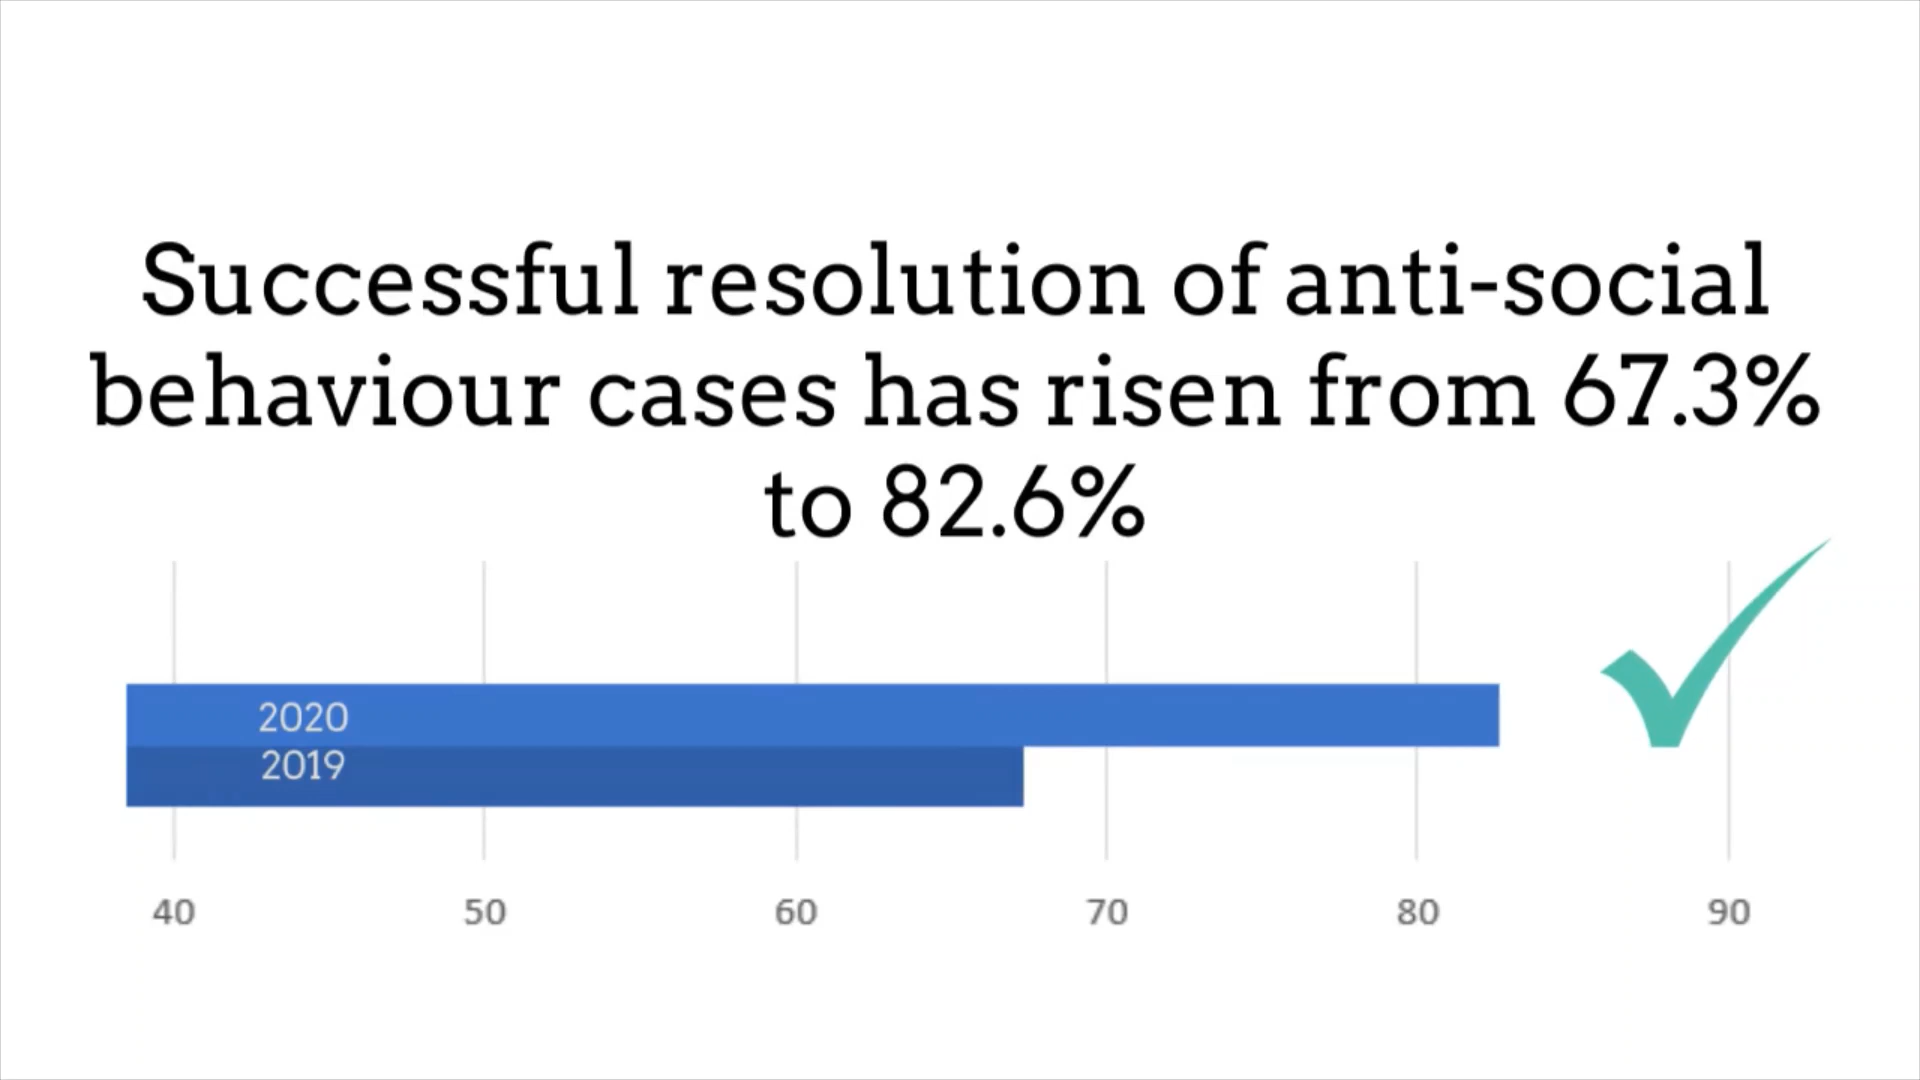 Successful resolution of anti-social
behaviour cases has risen from 67.3%
to 82.6%
2020
2019
40 50 60 70 80 90